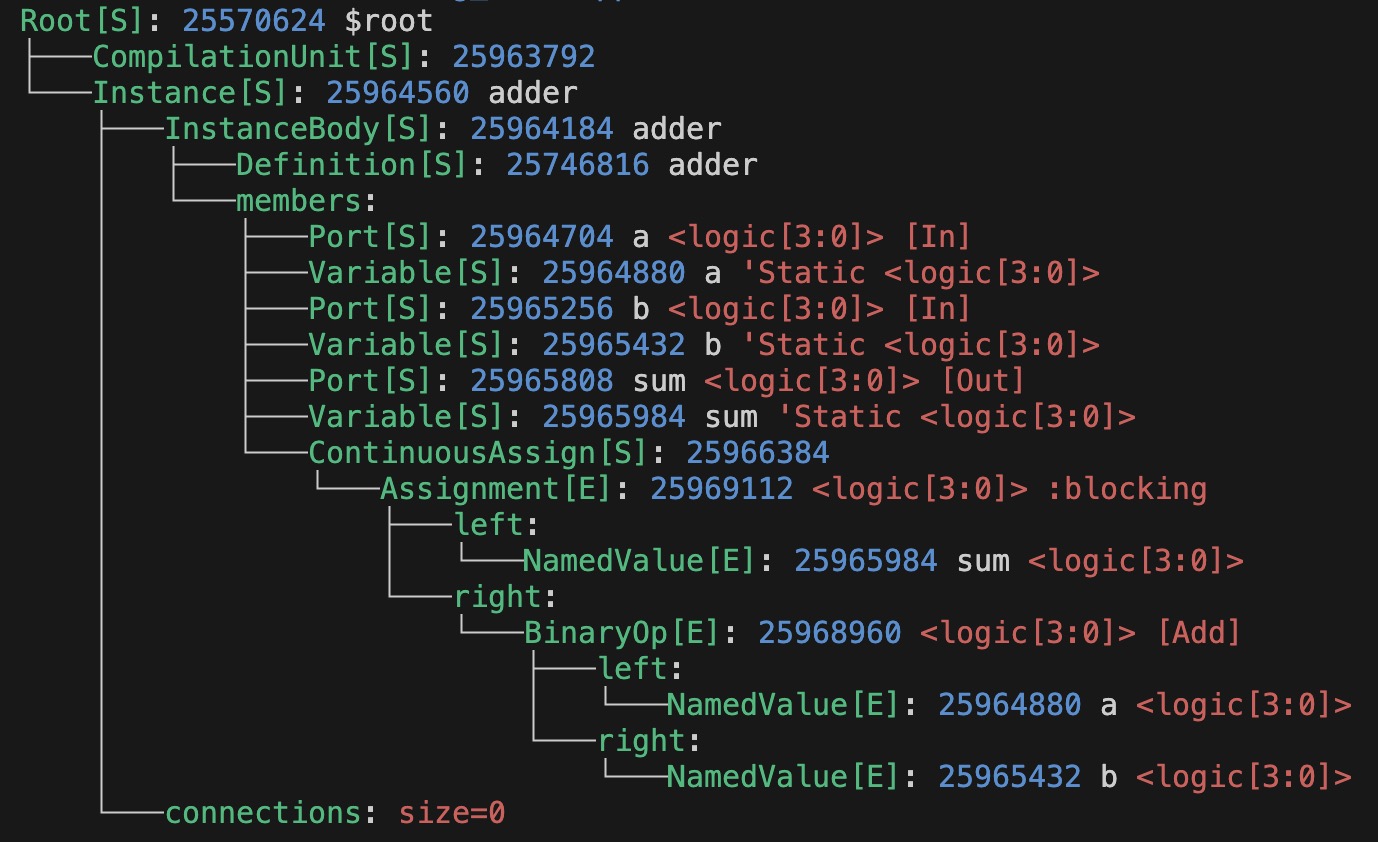 Root[S]: 25570624 $root
CompilationUnit[S]: 25963792
Instance[S]: 25964560 adder
InstanceBody[S]: 25964184 adder
Definition[S]: 25746816 adder
members:
Port[S]: 25964704 a <logic[3:0]> [In]
Variable[S]: 25964880 a 'Static <logic[3:0]>
Port[S]: 25965256 b <logic[3:0]> [In]
Variable[S]: 25965432 b 'Static <logic[3:0]>
Port[S]: 25965808 sum <logic[3:0]> [Out]
Variable[S]: 25965984 sum 'Static <logic[3:0]>
ContinuousAssign[S]: 25966384
Assignment[E]: 25969112 <logic[3:0]> :blocking
left:
NamedValue[E]: 25965984 sum <logic[3:0]>
right:
BinaryOp[E]: 25968960 <logic[3:0]> [Add]
left:
NamedValue[E]: 25964880 a <logic[3:0]>
right:
NamedValue[E]: 25965432 b <logic[3:0]>
connections: size=0